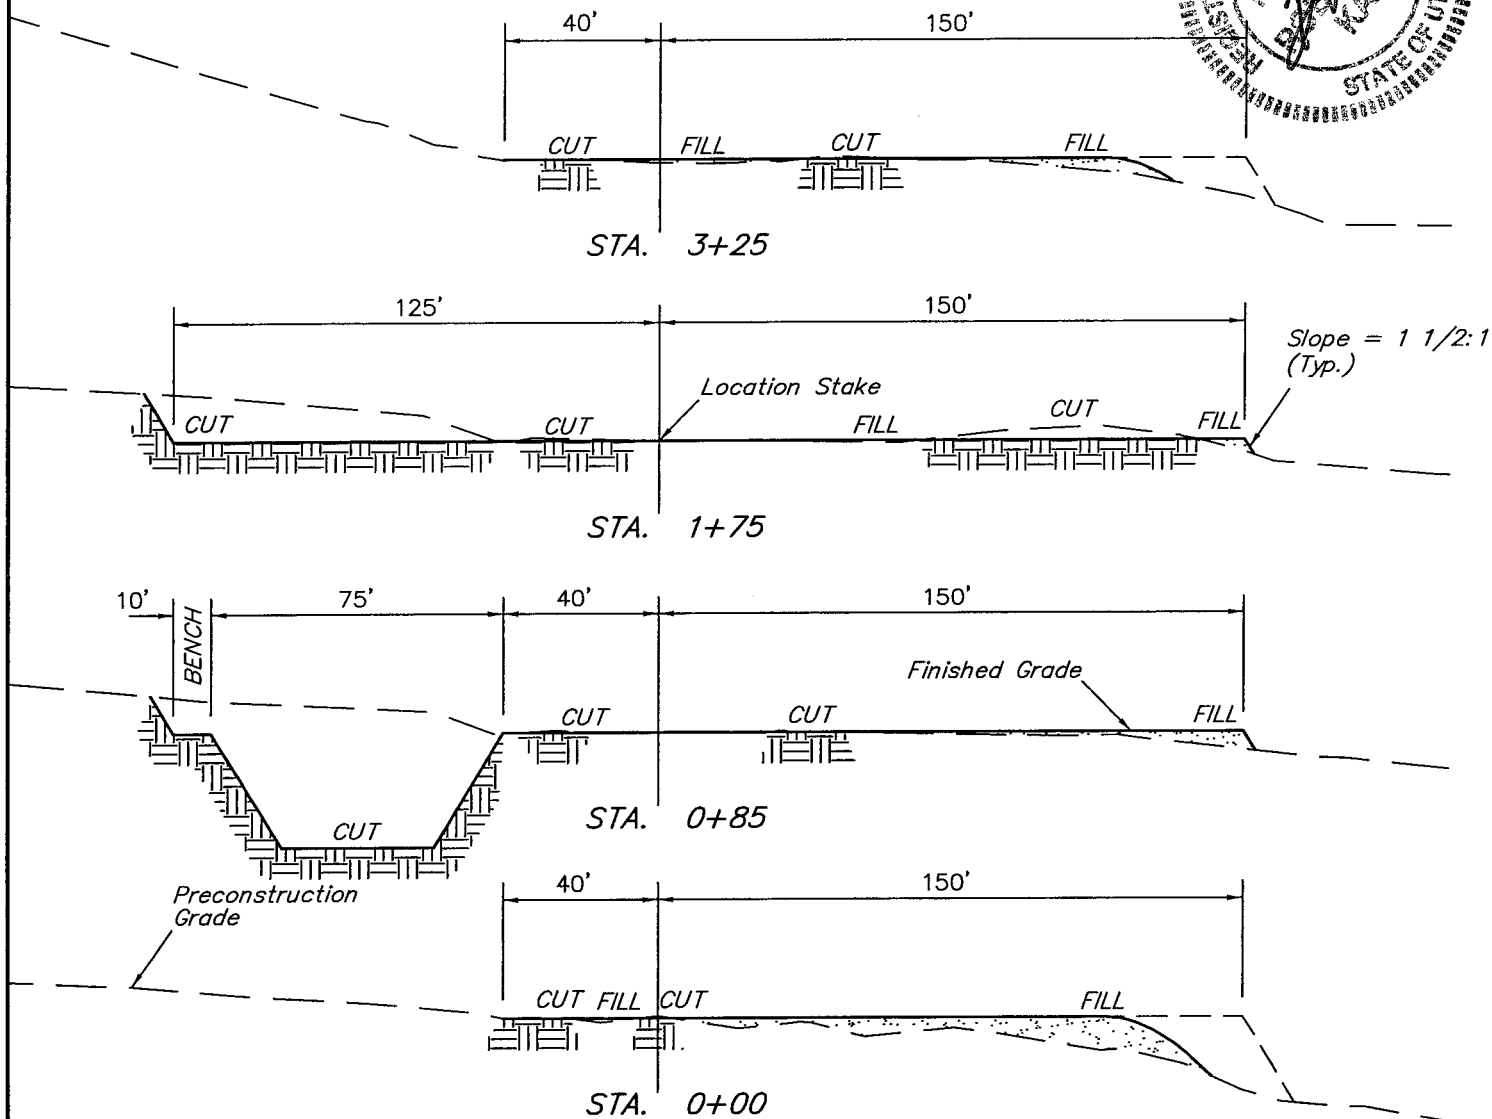 40' 150'
STATE OF
CUT FILL CUT FILL
STA. 3+25
125' 150'
Slope = 1 1/2:1
(Typ.)
Location Stake
CUT CUT FILL CUT FILL
STA. 1+75
10' BENCH 75' 40' 150'
Finished Grade
CUT CUT FILL
STA. 0+85
CUT
Preconstruction
Grade
40' 150'
CUT FILL CUT FILL
STA. 0+00